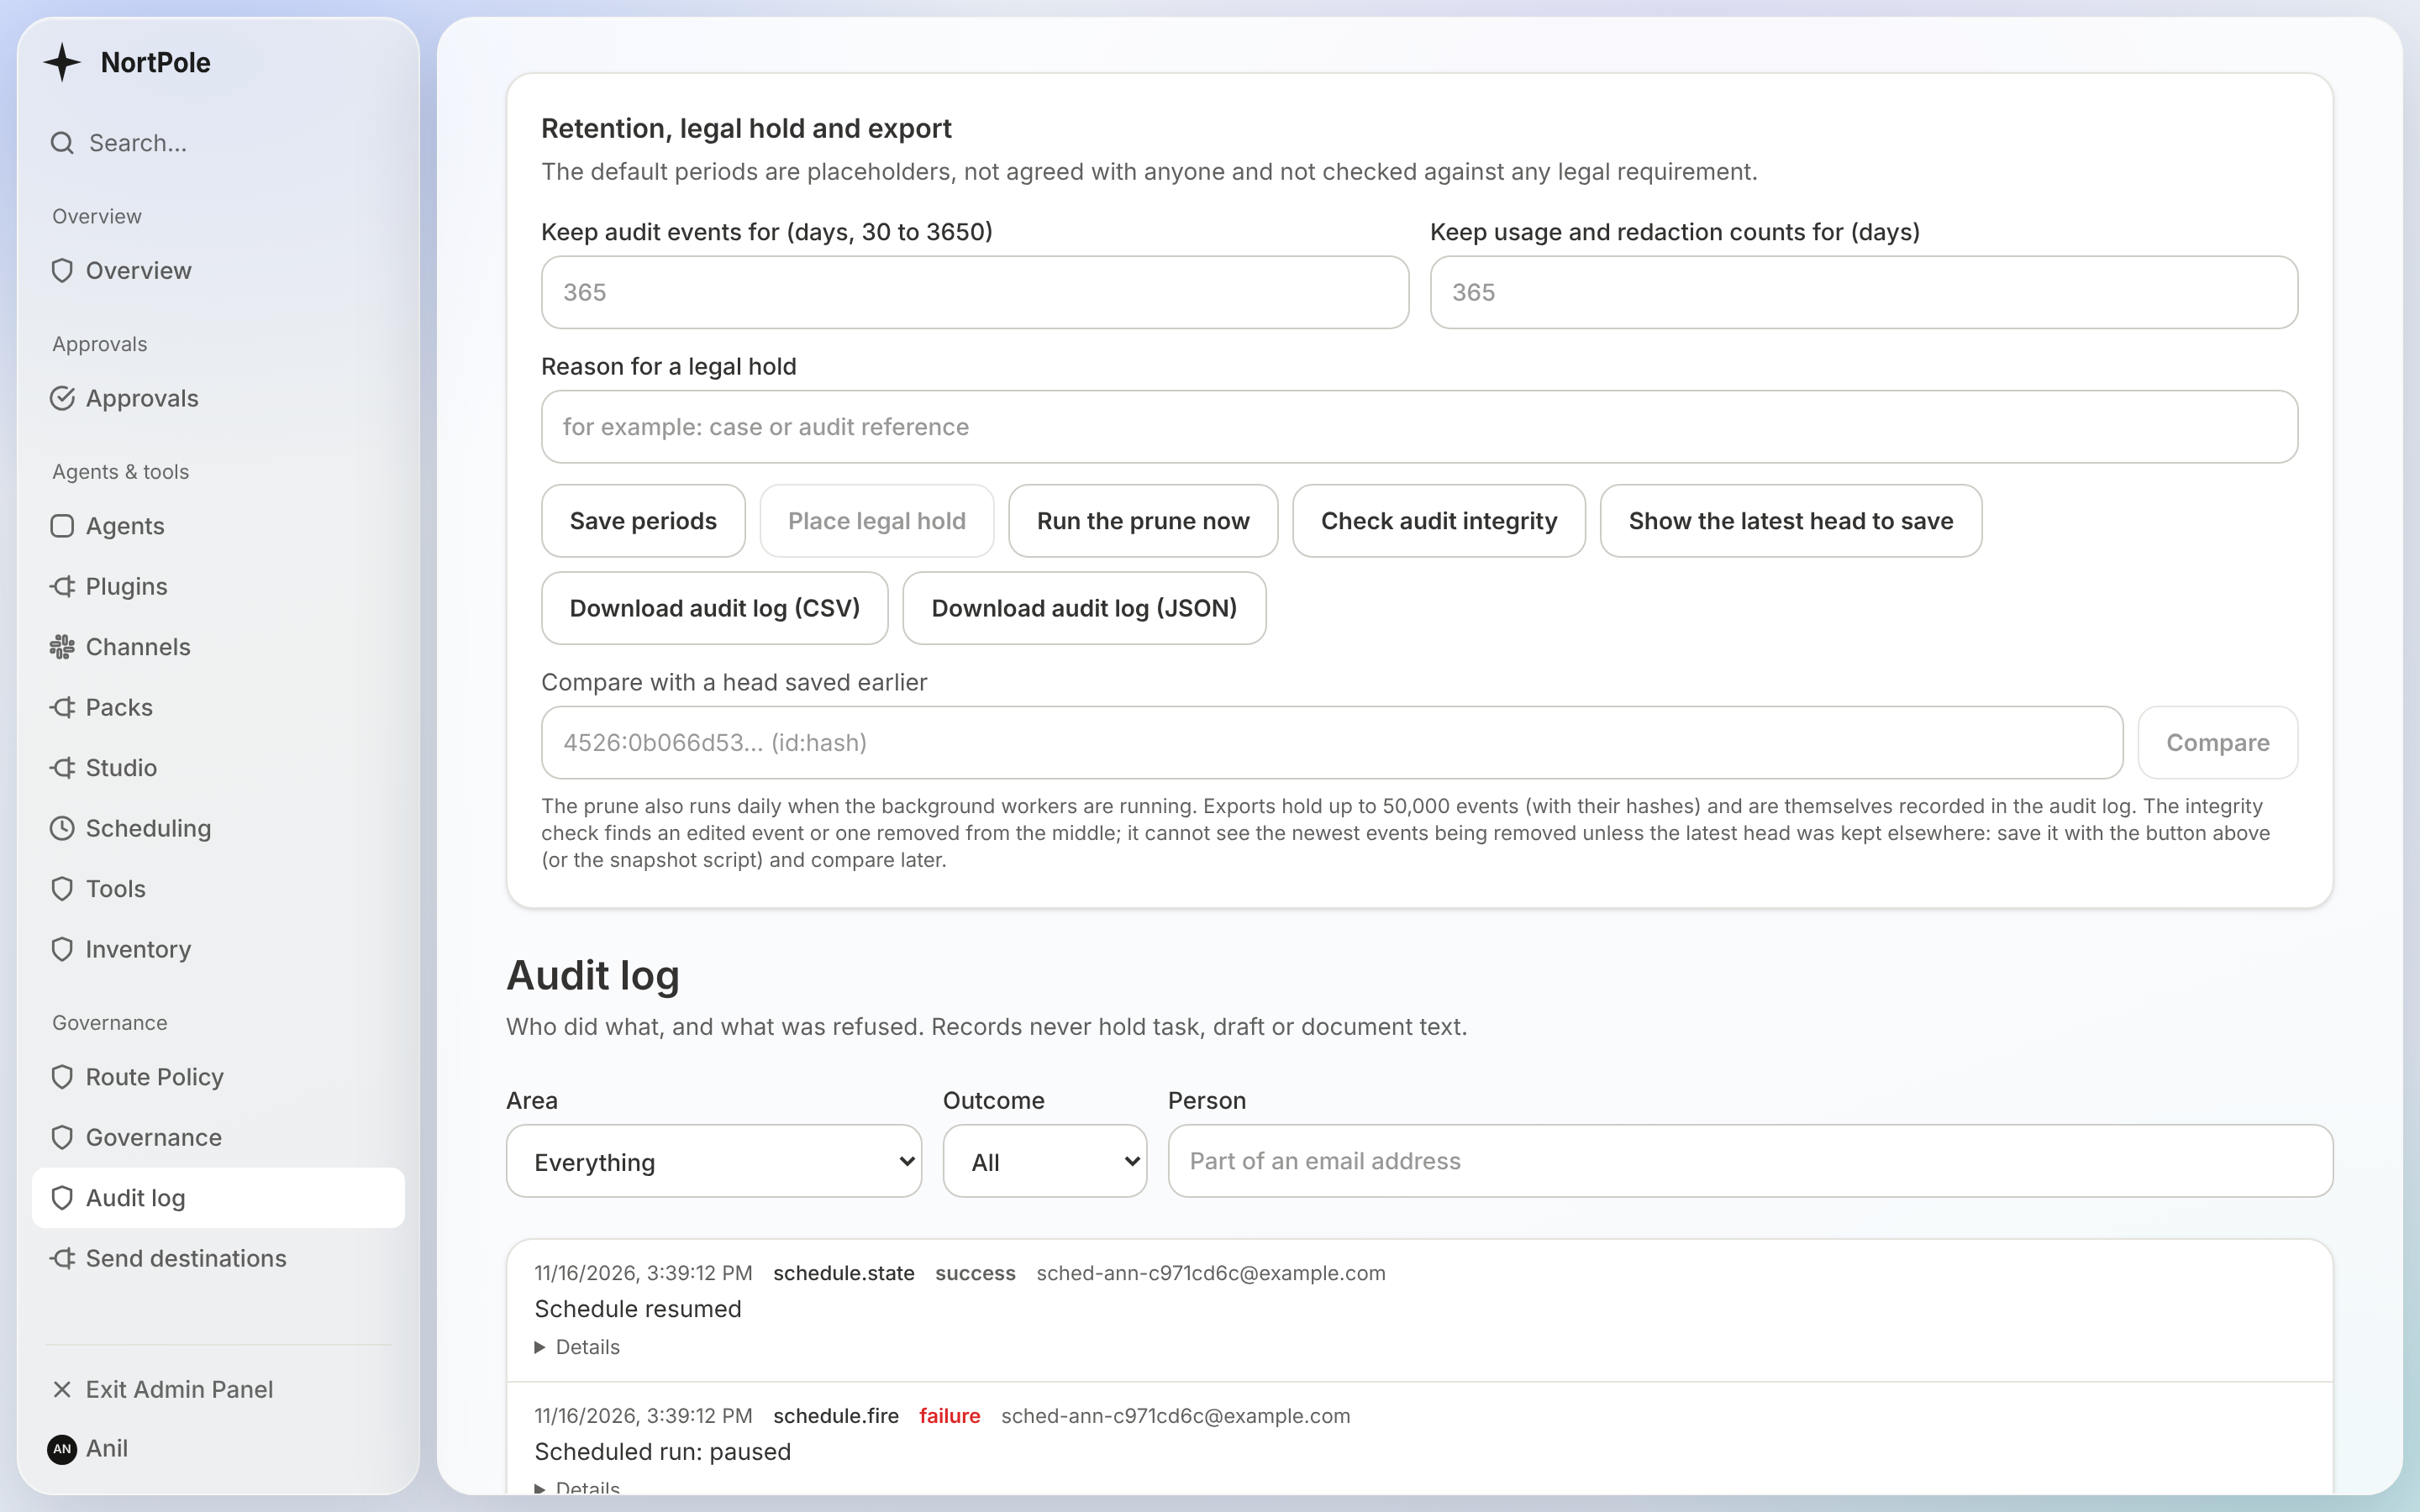 NortPole
Search...
Overview
Overview
Approvals
Approvals
Agents & tools
Agents
Plugins
Channels
Packs
Studio
Scheduling
Tools
Inventory
Governance
Route Policy
Governance
Audit log
Send destinations
Exit Admin Panel
AN Anil
Retention, legal hold and export
The default periods are placeholders, not agreed with anyone and not checked against any legal requirement.
Keep audit events for (days, 30 to 3650) Keep usage and redaction counts for (days)
365 365
Reason for a legal hold
for example: case or audit reference
Save periods Place legal hold Run the prune now Check audit integrity Show the latest head to save
Download audit log (CSV) Download audit log (JSON)
Compare with a head saved earlier
4526:0b066d53... (id:hash) Compare
The prune also runs daily when the background workers are running. Exports hold up to 50,000 events (with their hashes) and are themselves recorded in the audit log. The integrity
check finds an edited event or one removed from the middle; it cannot see the newest events being removed unless the latest head was kept elsewhere: save it with the button above
(or the snapshot script) and compare later.
Audit log
Who did what, and what was refused. Records never hold task, draft or document text.
Area Outcome Person
Everything All Part of an email address
11/16/2026, 3:39:12 PM schedule.state success sched-ann-c971cd6c@example.com
Schedule resumed
Details
11/16/2026, 3:39:12 PM schedule.fire failure sched-ann-c971cd6c@example.com
Scheduled run: paused
Details